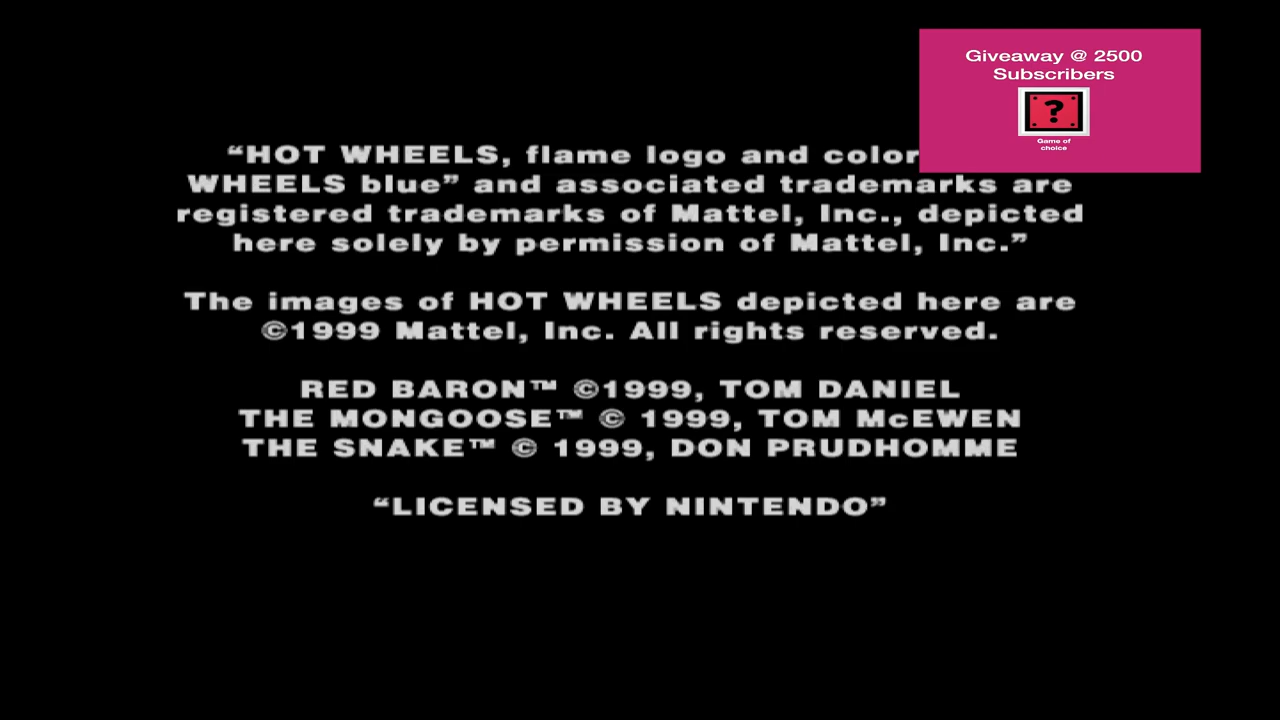 Giveaway @ 2500
Subscribers
?
Game of
choice
“HOT WHEELS, flame logo and color
WHEELS blue” and associated trademarks are
registered trademarks of Mattel, Inc., depicted
here solely by permission of Mattel, Inc.”
The images of HOT WHEELS depicted here are
©1999 Mattel, Inc. All rights reserved.
RED BARON™ ©1999, TOM DANIEL
THE MONGOOSE™ © 1999, TOM McEWEN
THE SNAKE™ © 1999, DON PRUDHOMME
“LICENSED BY NINTENDO”